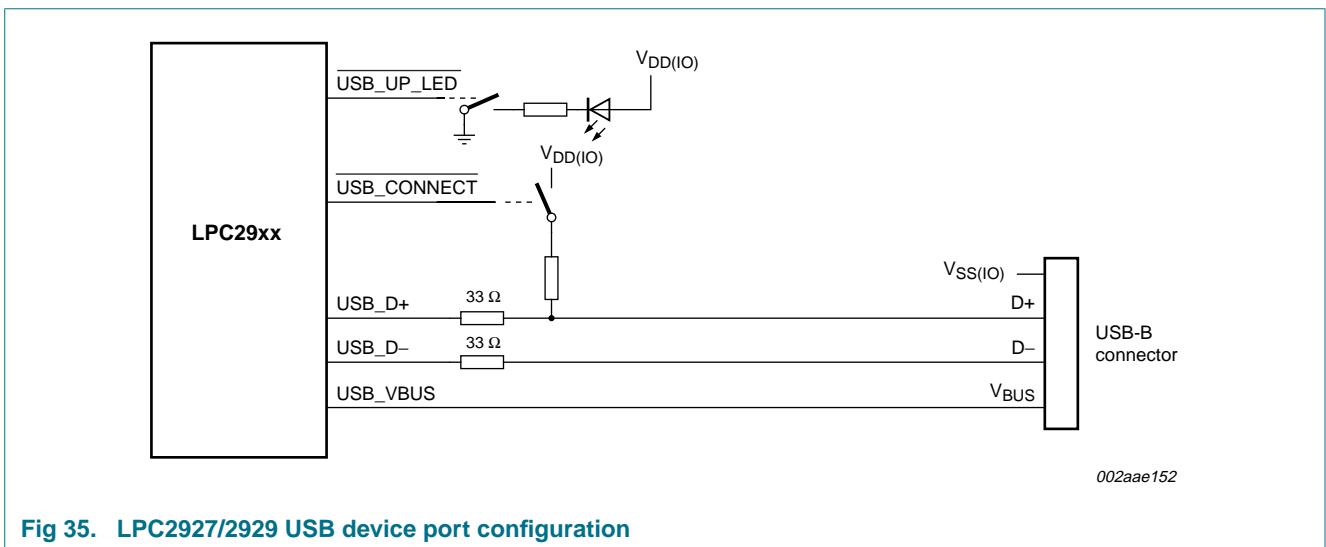 V_DD(IO)
USB_UP_LED
V_DD(IO)
USB_CONNECT
LPC29xx
V_SS(IO)
USB_D+
33 Ω
D+
USB-B
connector
USB_D−
33 Ω
D−
USB_VBUS
V_BUS
002aae152
Fig 35. LPC2927/2929 USB device port configuration